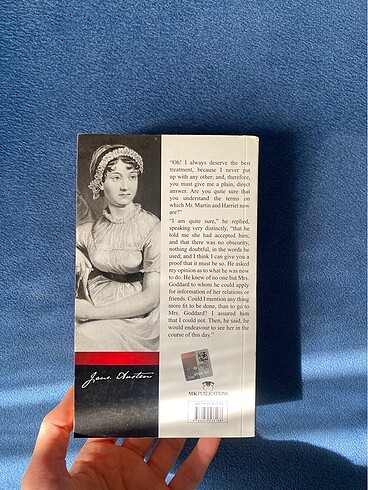 "Oh! I always deserve the best
treatment, because I never put
up with any other; and, therefore,
you must give me a plain, direct
answer. Are you quite sure that
you understand the terms on
which Mr. Martin and Harriet now
are?"
"I am quite sure," he replied,
speaking very distinctly, "that he
told me she had accepted him;
and that there was no obscurity,
nothing doubtful, in the words he
used; and I think I can give you a
proof that it must be so. He asked
my opinion as to what he was now
to do. He knew of no one but Mrs.
Goddard to whom he could apply
for information of her relations or
friends. Could I mention any thing
more fit to be done, than to go to
Mrs. Goddard? I assured him
that I could not. Then, he said, he
would endeavour to see her in the
course of this day."
Jane Austen
MK PUBLICATIONS